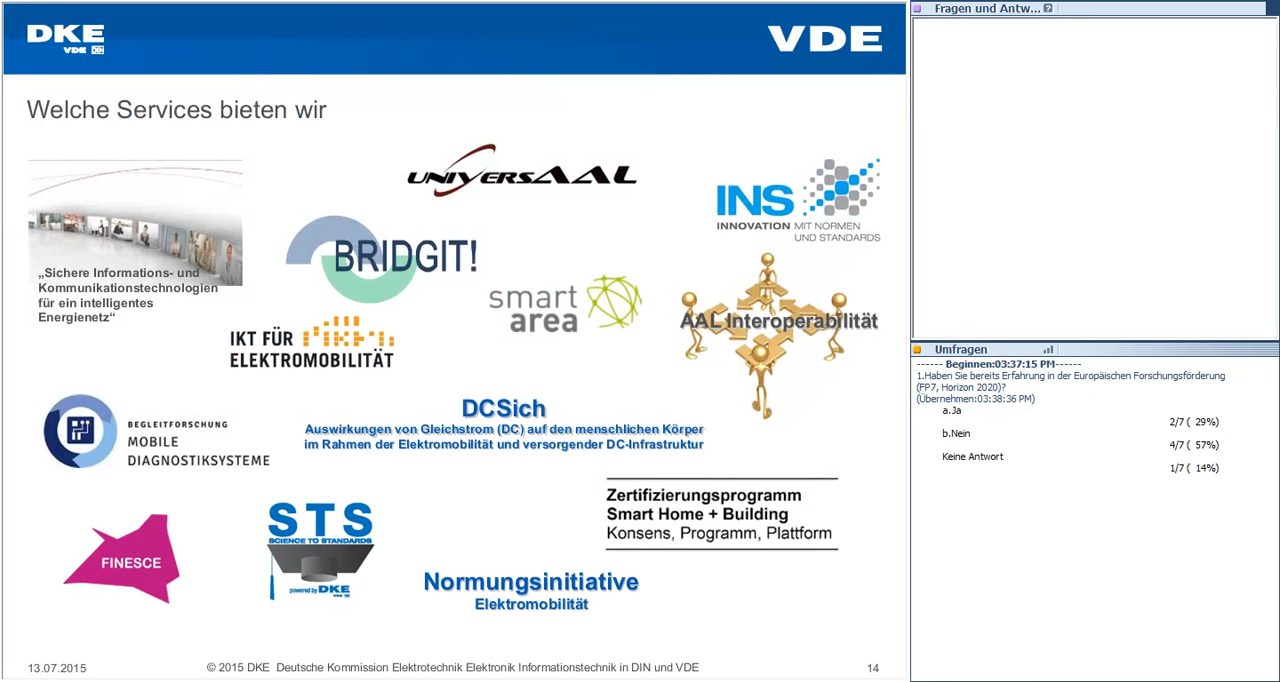 DKE
VDE DIN
VDE
Welche Services bieten wir
UNIVERSAAL
INS
INNOVATION MIT NORMEN
UND STANDARDS
„Sichere Informations- und
Kommunikationstechnologien
für ein intelligentes
Energienetz“
BRIDGIT!
smart
area
AAL Interoperabilität
IKT FÜR
ELEKTROMOBILITÄT
BEGLEITFORSCHUNG
MOBILE
DIAGNOSTIKSYSTEME
DCSich
Auswirkungen von Gleichstrom (DC) auf den menschlichen Körper
im Rahmen der Elektromobilität und versorgender DC-Infrastruktur
Zertifizierungsprogramm
Smart Home + Building
Konsens, Programm, Plattform
FINESCE
STS
SCIENCE TO STANDARDS
powered by DKE
Normungsinitiative
Elektromobilität
13.07.2015
© 2015 DKE Deutsche Kommission Elektrotechnik Elektronik Informationstechnik in DIN und VDE
14
Fragen und Antw... ?
Umfragen
------ Beginnen:03:37:15 PM------
1.Haben Sie bereits Erfahrung in der Europäischen Forschungsförderung
(FP7, Horizon 2020)?
(Übernehmen:03:38:36 PM)
a.Ja
2/7 ( 29%)
b.Nein
4/7 ( 57%)
Keine Antwort
1/7 ( 14%)